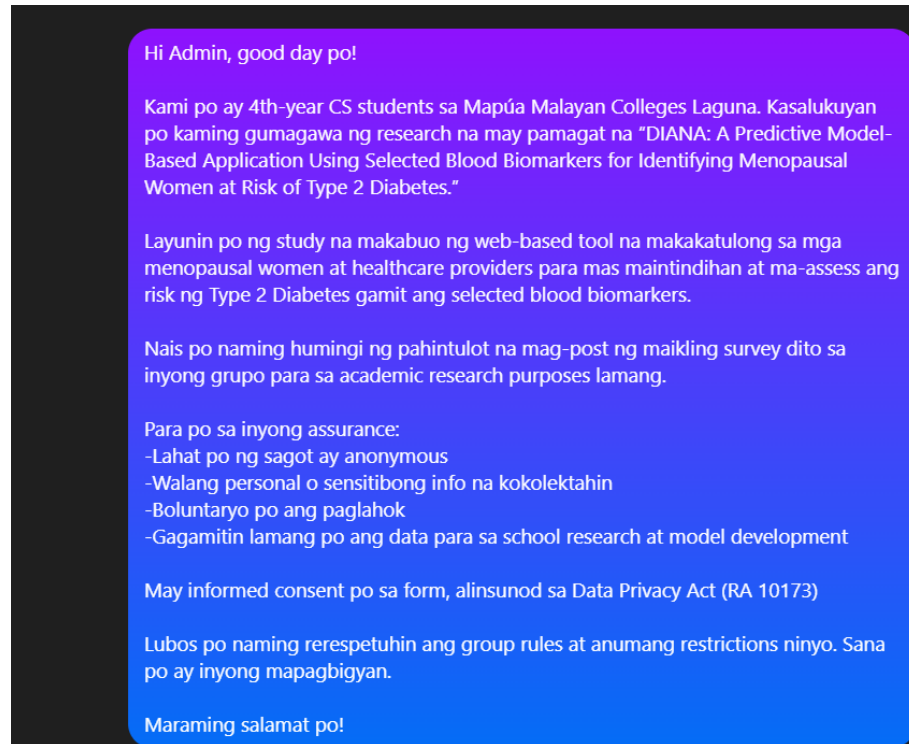 Hi Admin, good day po!
Kami po ay 4th-year CS students sa Mapúa Malayan Colleges Laguna. Kasalukuyan
po kaming gumagawa ng research na may pamagat na “DIANA: A Predictive Model-
Based Application Using Selected Blood Biomarkers for Identifying Menopausal
Women at Risk of Type 2 Diabetes.”
Layunin po ng study na makabuo ng web-based tool na makakatulong sa mga
menopausal women at healthcare providers para mas maintindihan at ma-assess ang
risk ng Type 2 Diabetes gamit ang selected blood biomarkers.
Nais po naming humingi ng pahintulot na mag-post ng maikling survey dito sa
inyong grupo para sa academic research purposes lamang.
Para po sa inyong assurance:
-Lahat po ng sagot ay anonymous
-Walang personal o sensitibong info na kokolektahin
-Boluntaryo po ang paglahok
-Gagamitin lamang po ang data para sa school research at model development
May informed consent po sa form, alinsunod sa Data Privacy Act (RA 10173)
Lubos po naming rerespetuhin ang group rules at anumang restrictions ninyo. Sana
po ay inyong mapagbigyan.
Maraming salamat po!